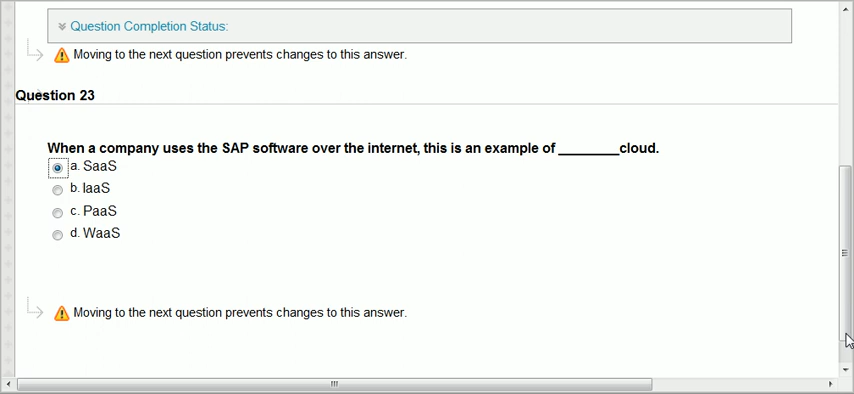 Question Completion Status:
Moving to the next question prevents changes to this answer.
Question 23
When a company uses the SAP software over the internet, this is an example of ________cloud.
a. SaaS
b. IaaS
c. PaaS
d. WaaS
Moving to the next question prevents changes to this answer.